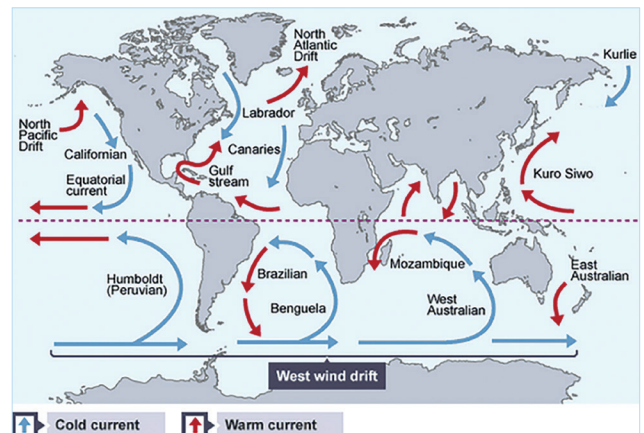 North
Atlantic
Drift
Kurlie
Labrador
North
Pacific
Drift
Californian
Canaries
Equatorial
current
Gulf
stream
Kuro Siwo
Humboldt
(Peruvian)
Brazilian
Benguela
Mozambique
West
Australian
East
Australian
West wind drift
Cold current
Warm current